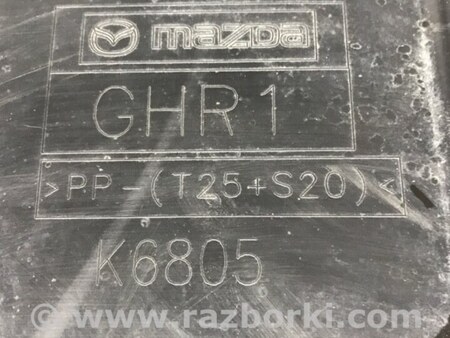 mazda
GHR1
>PP-(T25+S20)<
K6805
© www.razborki.com